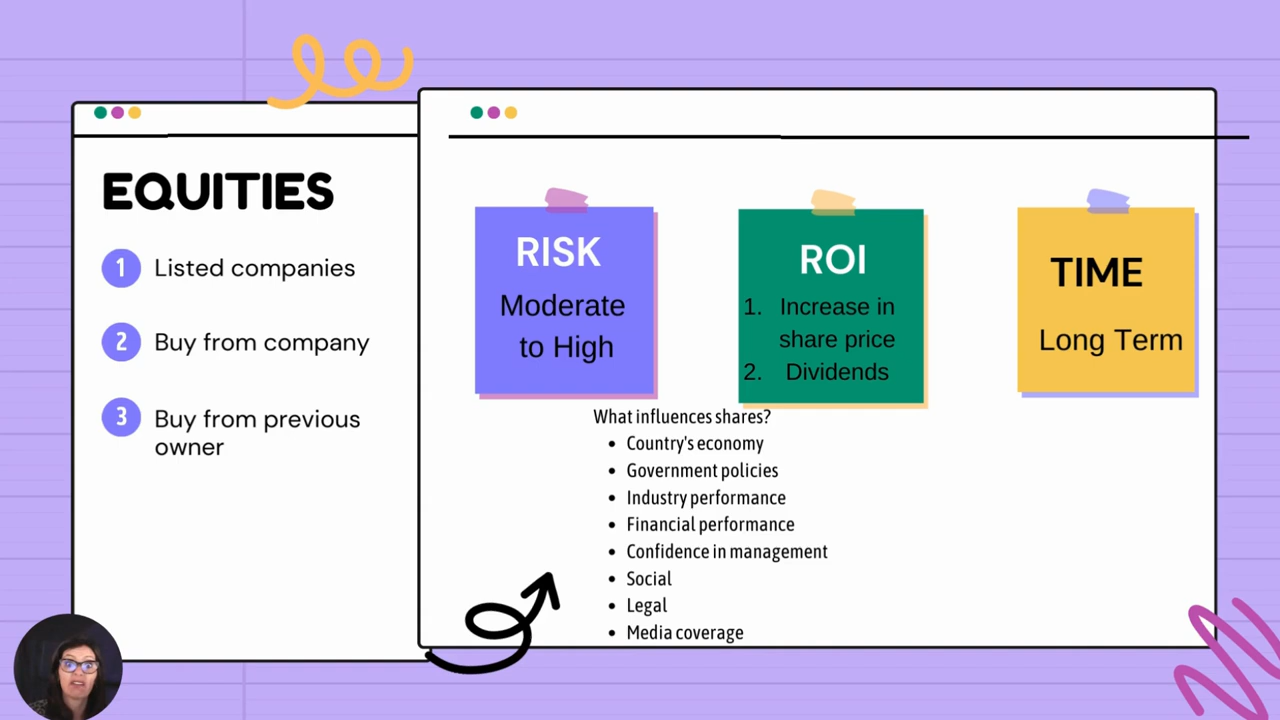 EQUITIES
1 Listed companies
2 Buy from company
3 Buy from previous
owner
RISK
Moderate
to High
ROI
1. Increase in
share price
2. Dividends
TIME
Long Term
What influences shares?
• Country's economy
• Government policies
• Industry performance
• Financial performance
• Confidence in management
• Social
• Legal
• Media coverage